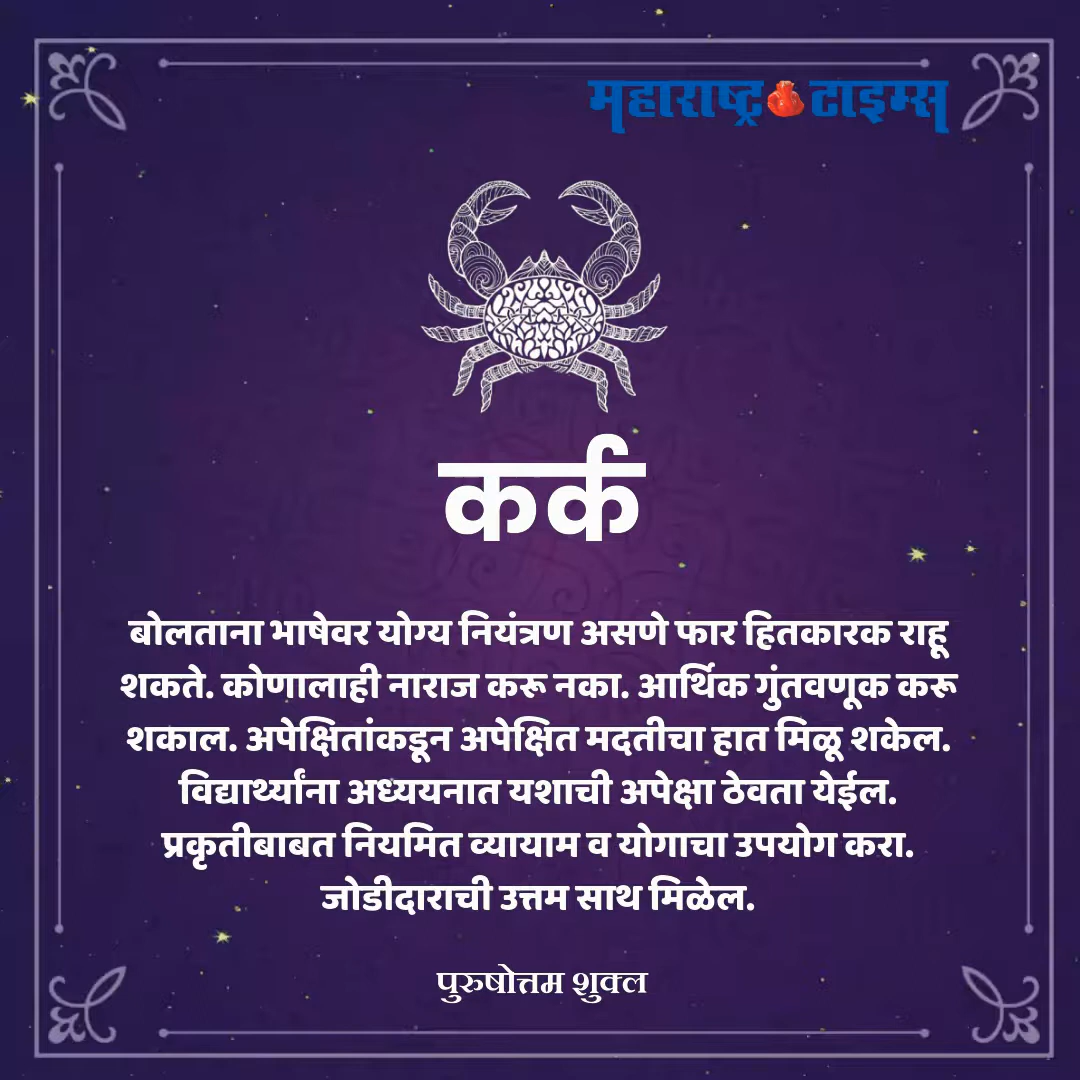 महाराष्ट्र टाइम्स
कर्क
बोलताना भाषेवर योग्य नियंत्रण असणे फार हितकारक राहू
शकते. कोणालाही नाराज करू नका. आर्थिक गुंतवणूक करू
शकाल. अपेक्षितांकडून अपेक्षित मदतीचा हात मिळू शकेल.
विद्यार्थ्यांना अध्ययनात यशाची अपेक्षा ठेवता येईल.
प्रकृतीबाबत नियमित व्यायाम व योगाचा उपयोग करा.
जोडीदाराची उत्तम साथ मिळेल.
पुरुषोत्तम शुक्ल